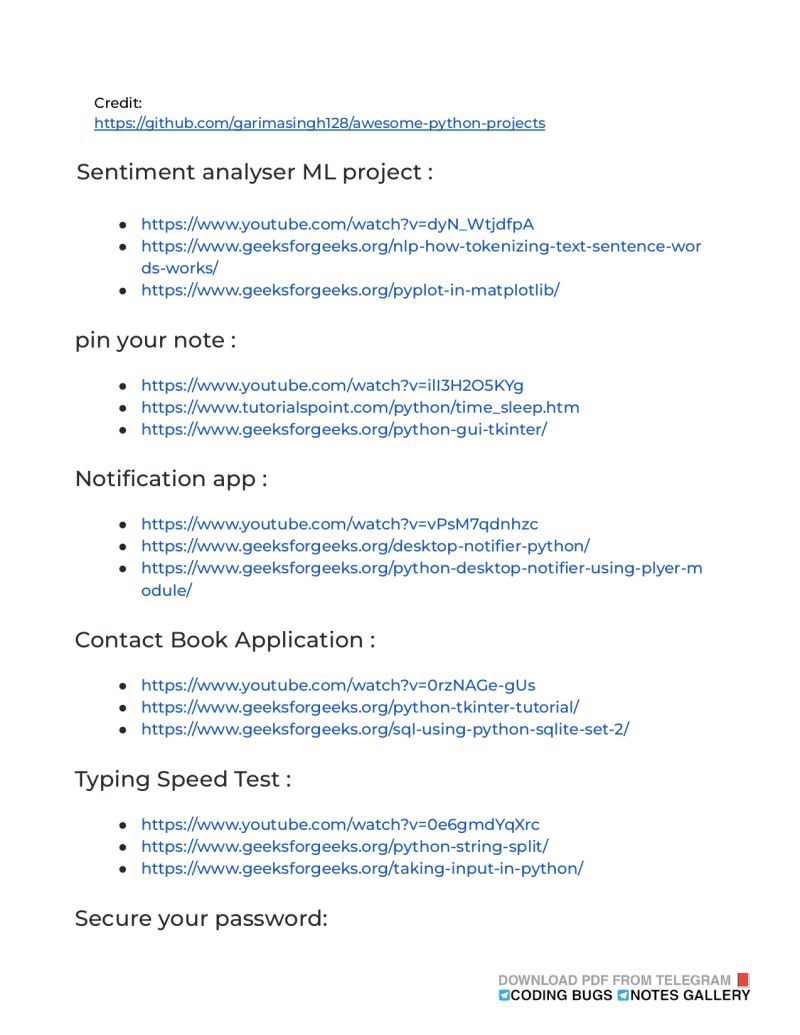 Credit:
https://github.com/garimasingh128/awesome-python-projects
Sentiment analyser ML project :
● https://www.youtube.com/watch?v=dyN_WtjdfpA
● https://www.geeksforgeeks.org/nlp-how-tokenizing-text-sentence-wor
ds-works/
● https://www.geeksforgeeks.org/pyplot-in-matplotlib/
pin your note :
● https://www.youtube.com/watch?v=ilI3H2O5KYg
● https://www.tutorialspoint.com/python/time_sleep.htm
● https://www.geeksforgeeks.org/python-gui-tkinter/
Notification app :
● https://www.youtube.com/watch?v=vPsM7qdnhzc
● https://www.geeksforgeeks.org/desktop-notifier-python/
● https://www.geeksforgeeks.org/python-desktop-notifier-using-plyer-m
odule/
Contact Book Application :
● https://www.youtube.com/watch?v=0rzNAGe-gUs
● https://www.geeksforgeeks.org/python-tkinter-tutorial/
● https://www.geeksforgeeks.org/sql-using-python-sqlite-set-2/
Typing Speed Test :
● https://www.youtube.com/watch?v=0e6gmdYqXrc
● https://www.geeksforgeeks.org/python-string-split/
● https://www.geeksforgeeks.org/taking-input-in-python/
Secure your password:
DOWNLOAD PDF FROM TELEGRAM
CODING BUGS NOTES GALLERY